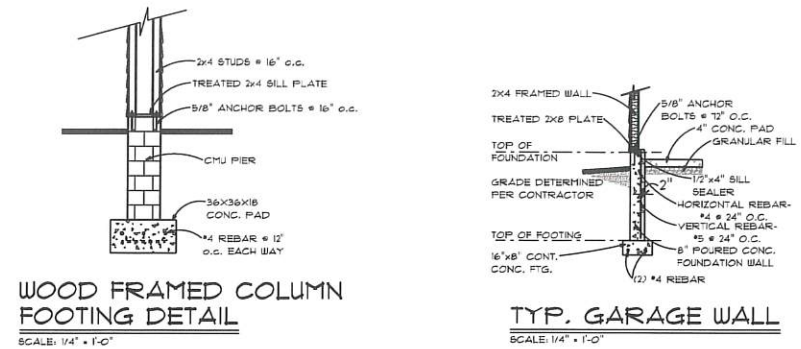 2x4 STUDS @ 16" o.c.
TREATED 2x4 SILL PLATE
5/8" ANCHOR BOLTS @ 16" o.c.
CMU PIER
36X36X18
CONC. PAD
#4 REBAR @ 12"
o.c. EACH WAY
WOOD FRAMED COLUMN
FOOTING DETAIL
SCALE: 1/4" = 1'-0"
2X4 FRAMED WALL
TREATED 2X8 PLATE
TOP OF
FOUNDATION
GRADE DETERMINED
PER CONTRACTOR
TOP OF FOOTING
16"x8" CONT.
CONC. FTG.
5/8" ANCHOR
BOLTS @ 72" O.C.
4" CONC. PAD
GRANULAR FILL
1/2"x4" SILL
SEALER
2"
HORIZONTAL REBAR-
#4 @ 24" O.C.
VERTICAL REBAR-
#5 @ 24" O.C.
8" POURED CONC.
FOUNDATION WALL
(2) #4 REBAR
TYP. GARAGE WALL
SCALE: 1/4" = 1'-0"